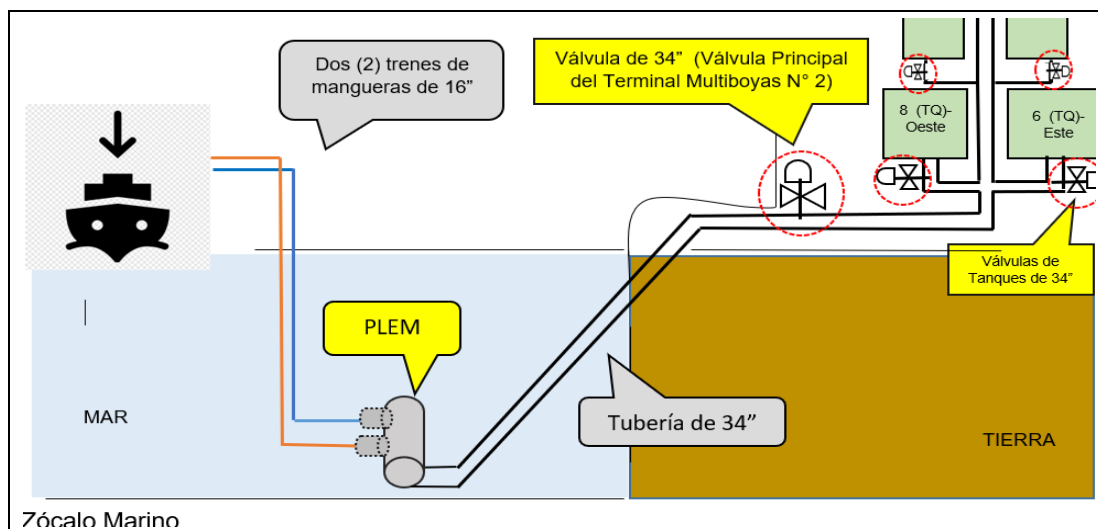 Dos (2) trenes de
mangueras de 16”
Válvula de 34” (Válvula Principal
del Terminal Multiboyas N° 2)
8 (TQ)-
Oeste
6 (TQ)-
Este
Válvulas de
Tanques de 34”
PLEM
MAR
Tubería de 34”
TIERRA
Zócalo Marino